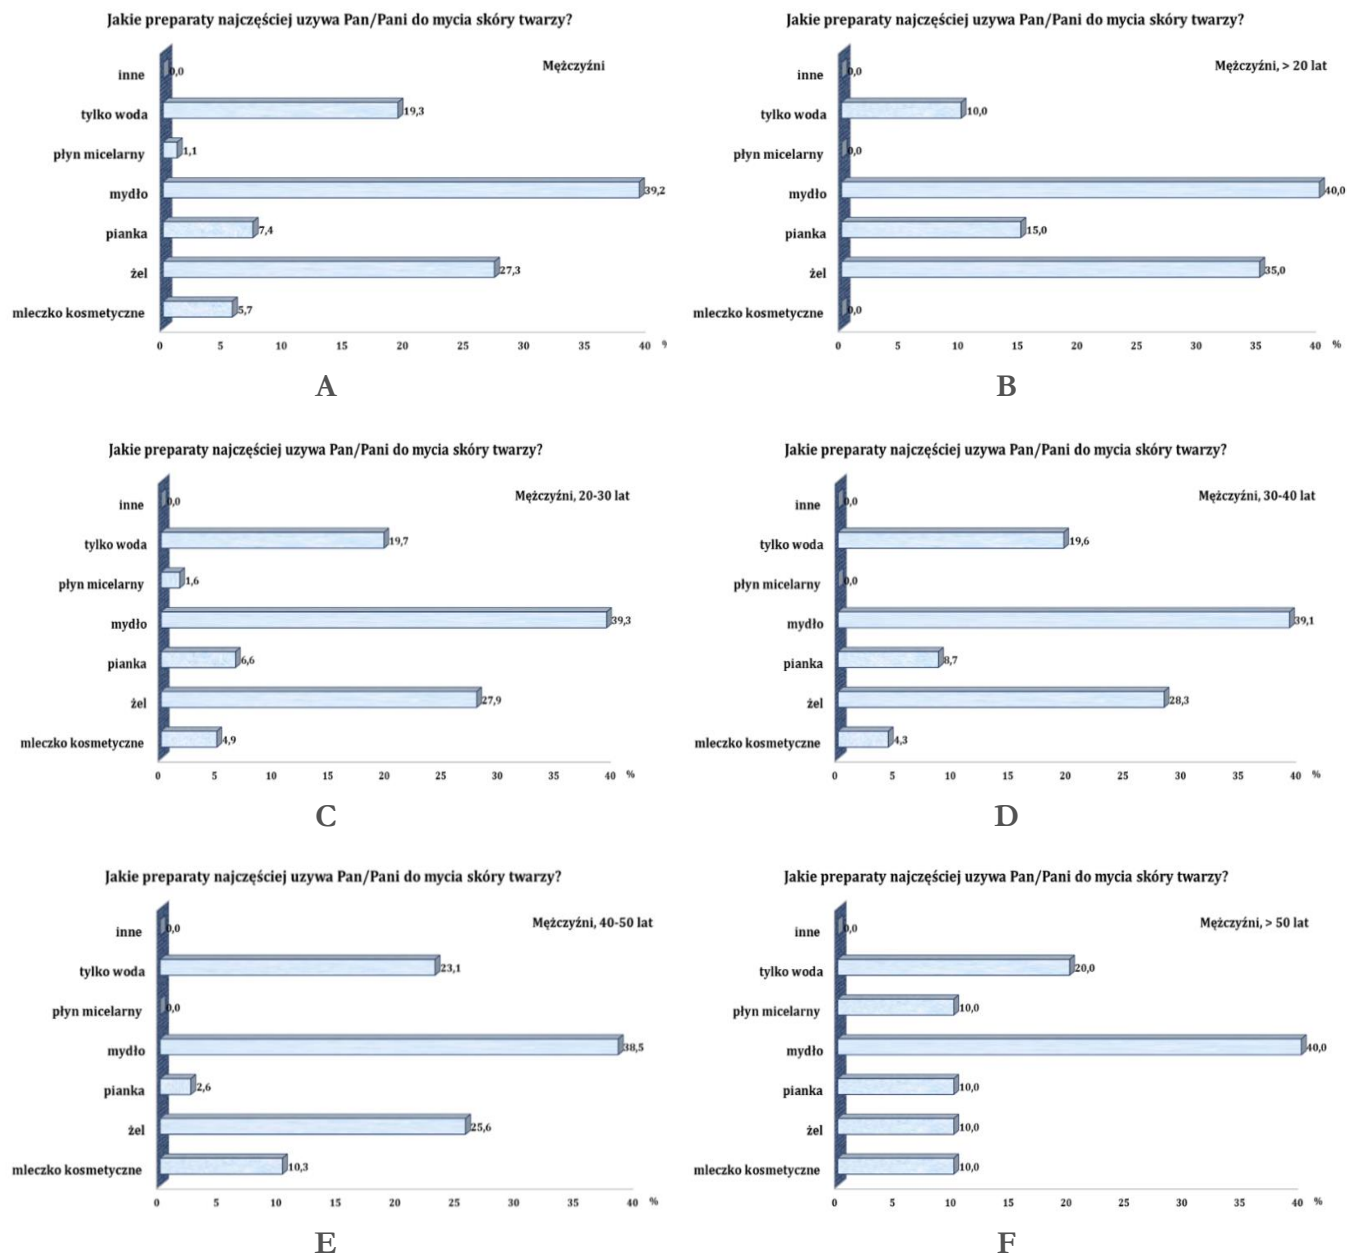 Jakie preparaty najczęściej uzywa Pan/Pani do mycia skóry twarzy?
Mężczyźni
inne 0,0
tylko woda 19,3
płyn micelarny 1,1
mydło 39,2
pianka 7,4
żel 27,3
mleczko kosmetyczne 5,7
0 5 10 15 20 25 30 35 40
A
Jakie preparaty najczęściej uzywa Pan/Pani do mycia skóry twarzy?
Mężczyźni, > 20 lat
inne 0,0
tylko woda 10,0
płyn micelarny 0,0
mydło 40,0
pianka 15,0
żel 35,0
mleczko kosmetyczne 0,0
0 5 10 15 20 25 30 35 40 %
B
Jakie preparaty najczęściej uzywa Pan/Pani do mycia skóry twarzy?
Mężczyźni, 20-30 lat
inne 0,0
tylko woda 19,7
płyn micelarny 1,6
mydło 39,3
pianka 6,6
żel 27,9
mleczko kosmetyczne 4,9
0 5 10 15 20 25 30 35 40 %
C
Jakie preparaty najczęściej uzywa Pan/Pani do mycia skóry twarzy?
Mężczyźni, 30-40 lat
inne 0,0
tylko woda 19,6
płyn micelarny 0,0
mydło 39,1
pianka 8,7
żel 28,3
mleczko kosmetyczne 4,3
0 5 10 15 20 25 30 35 40 %
D
Jakie preparaty najczęściej uzywa Pan/Pani do mycia skóry twarzy?
Mężczyźni, 40-50 lat
inne 0,0
tylko woda 23,1
płyn micelarny 0,0
mydło 38,5
pianka 2,6
żel 25,6
mleczko kosmetyczne 10,3
0 5 10 15 20 25 30 35 40 %
E
Jakie preparaty najczęściej uzywa Pan/Pani do mycia skóry twarzy?
Mężczyźni, > 50 lat
inne 0,0
tylko woda 20,0
płyn micelarny 10,0
mydło 40,0
pianka 10,0
żel 10,0
mleczko kosmetyczne 10,0
0 5 10 15 20 25 30 35 40 %
F